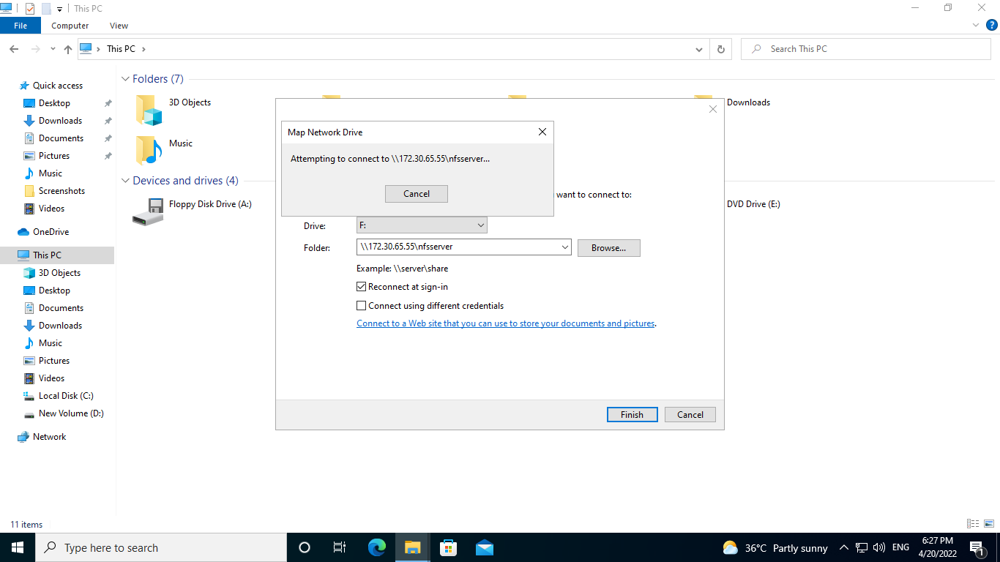 This PC
File Computer View
This PC
Search This PC
Quick access
Desktop
Downloads
Documents
Pictures
Music
Screenshots
Videos
OneDrive
This PC
3D Objects
Desktop
Documents
Downloads
Music
Pictures
Videos
Local Disk (C:)
New Volume (D:)
Network
Folders (7)
3D Objects
Downloads
Music
Devices and drives (4)
Floppy Disk Drive (A:)
DVD Drive (E:)
Map Network Drive
Attempting to connect to \\172.30.65.55\nfsserver...
Cancel
want to connect to:
Drive: F:
Folder: \\172.30.65.55\nfsserver Browse...
Example: \\server\share
Reconnect at sign-in
Connect using different credentials
Connect to a Web site that you can use to store your documents and pictures.
Finish Cancel
11 items
Type here to search
36°C Partly sunny
ENG
6:27 PM
4/20/2022
1